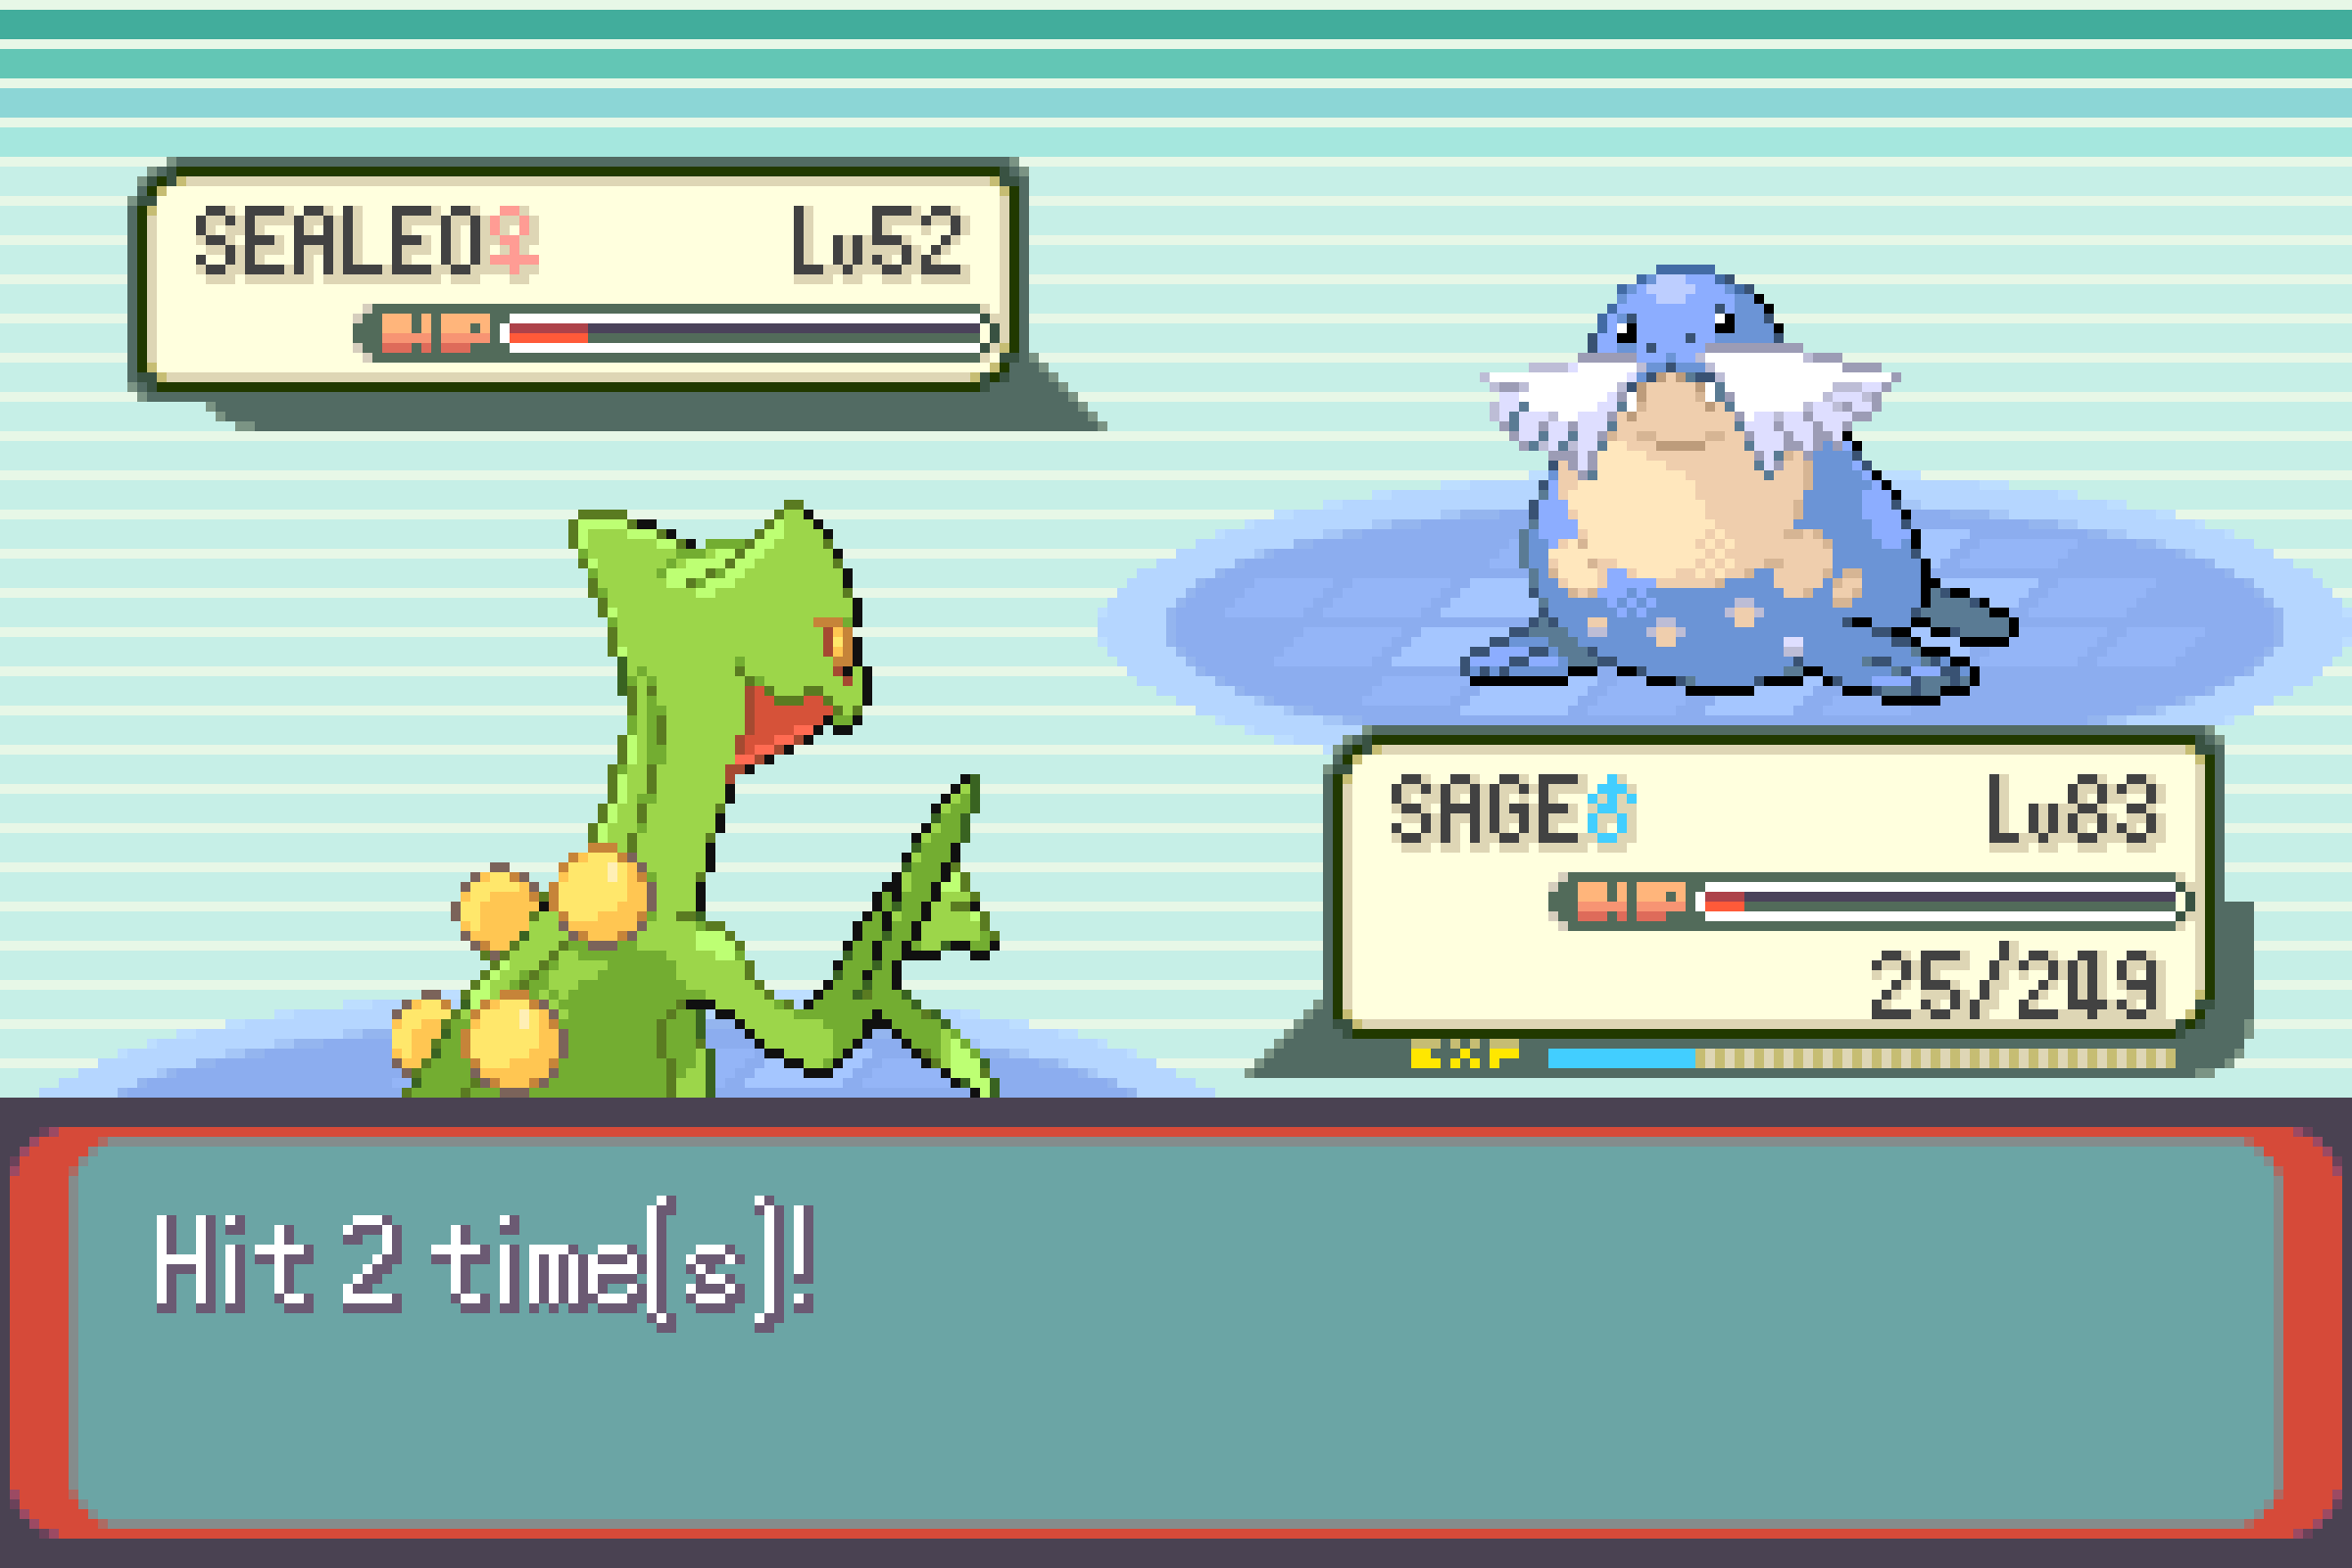 SEALEO♀ Lv52
HP
SAGE♂ Lv83
HP
25/249
EXP
Hit 2 time(s)!